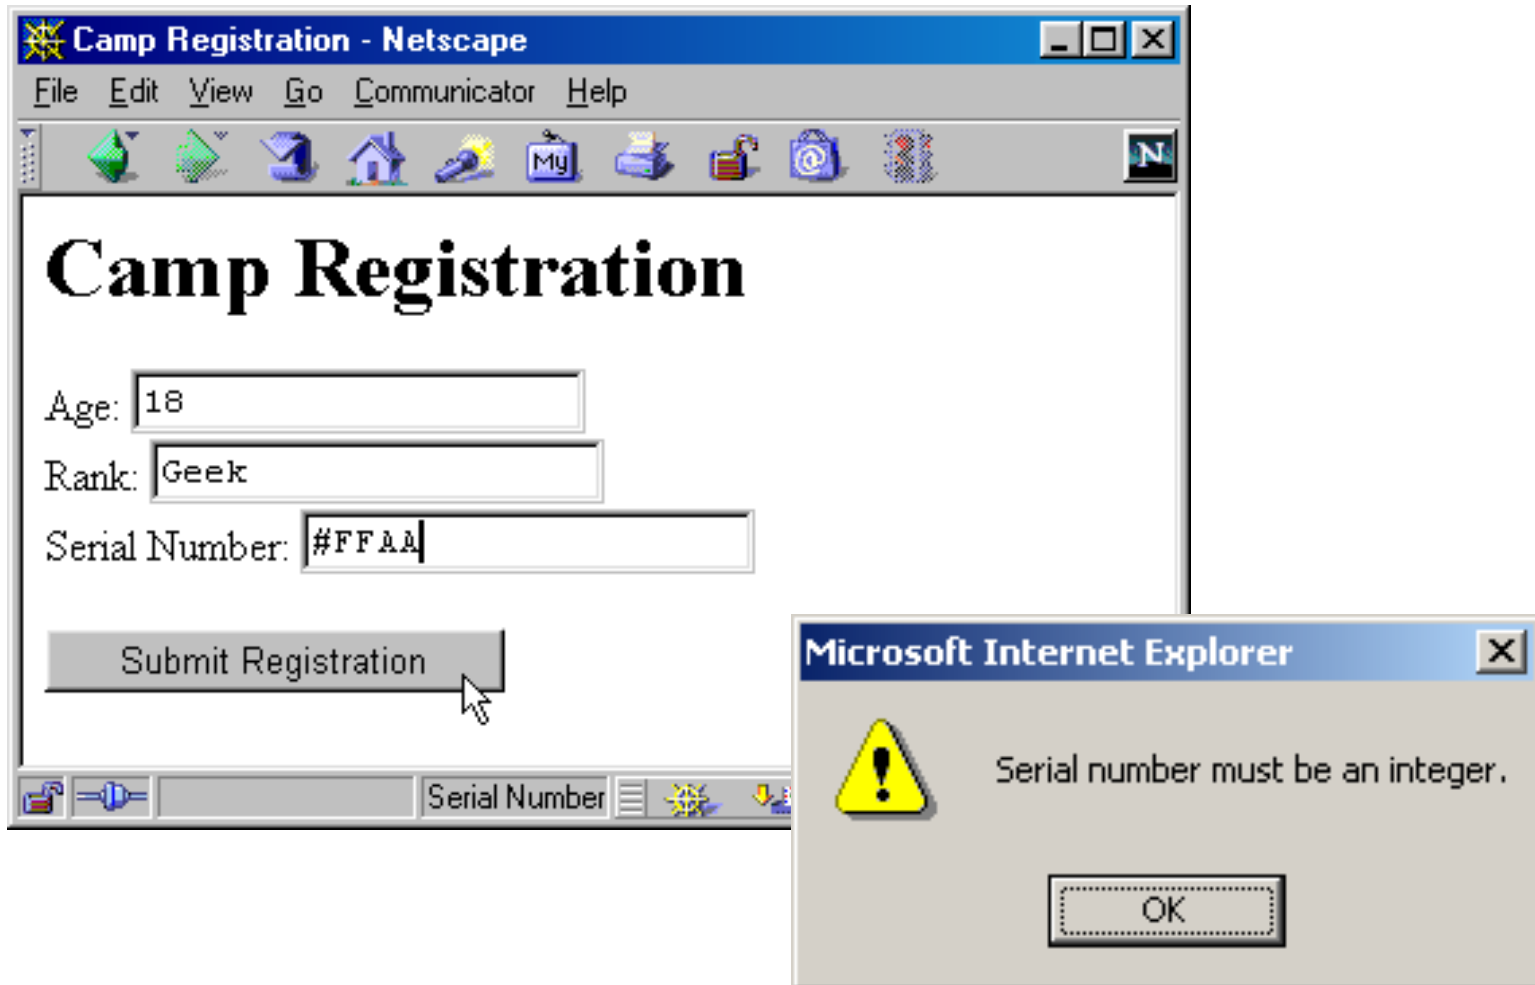 Camp Registration - Netscape
File Edit View Go Communicator Help
My
@
N
Camp Registration
Age: 18
Rank: Geek
Serial Number: #FFAA
Submit Registration
Serial Number
Microsoft Internet Explorer
Serial number must be an integer.
OK